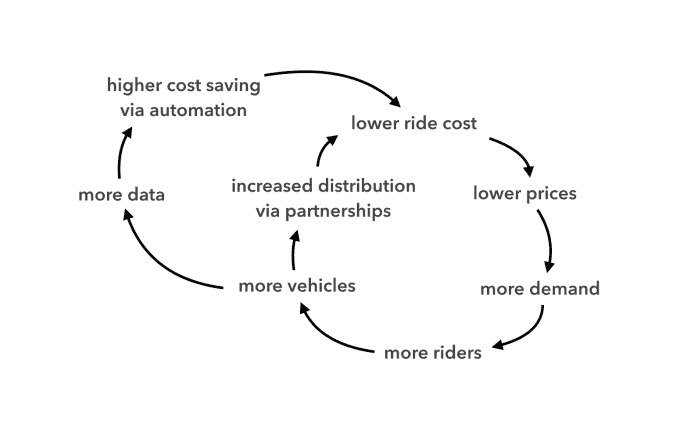 higher cost saving
via automation
lower ride cost
increased distribution
via partnerships
more data
lower prices
more vehicles
more demand
more riders